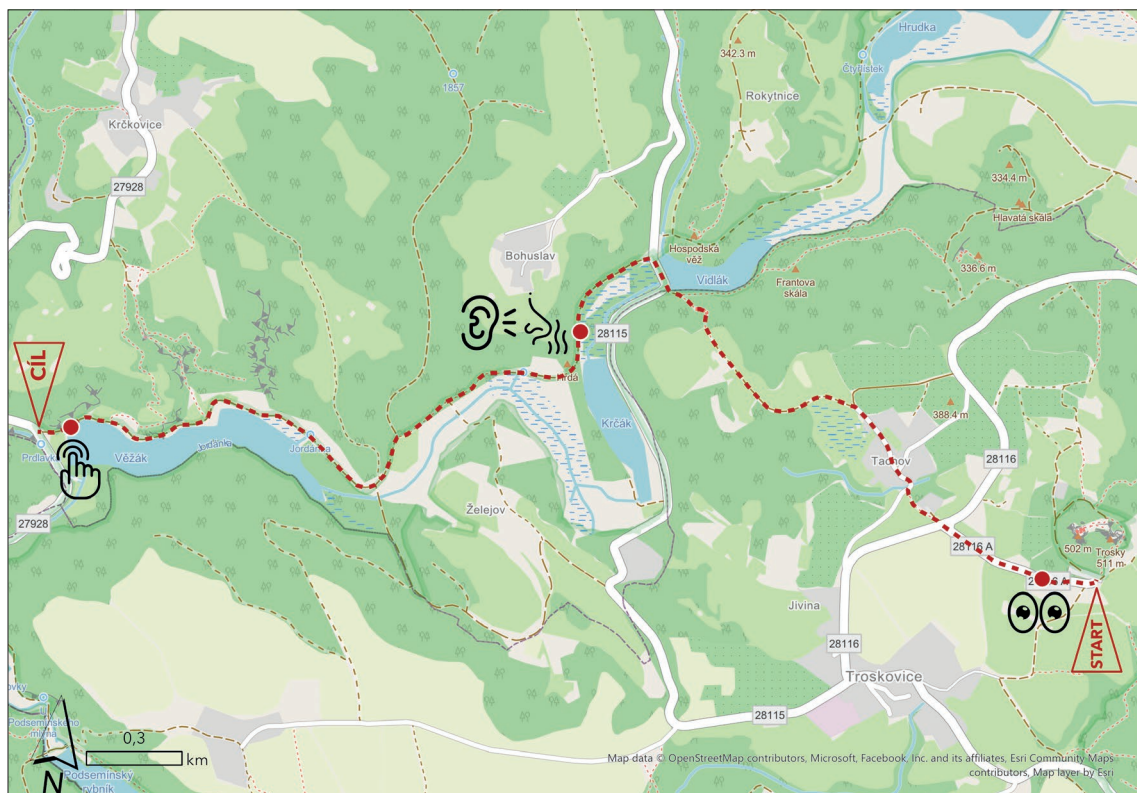 Hrudka
Čtyřlístek
342.3 m
Rokytnice
1857
Krčkovice
27928
334.4 m
Hlavatá skála
Hospodská
věž
Bohuslav
336.6 m
Vidlák
Frantova
skála
28115
CÍL
388.4 m
Krčák
Jordánka
Věžák
Tachov
28116
27928
Želejov
28116 A
502 m
Trosky
511 m
Jivina
28116
START
Troskovice
28115
Podsemínského
mlýna
0,3
km
N
Podsemínský
rybník
Map data © OpenStreetMap contributors, Microsoft, Facebook, Inc. and its affiliates, Esri Community Maps
contributors, Map layer by Esri